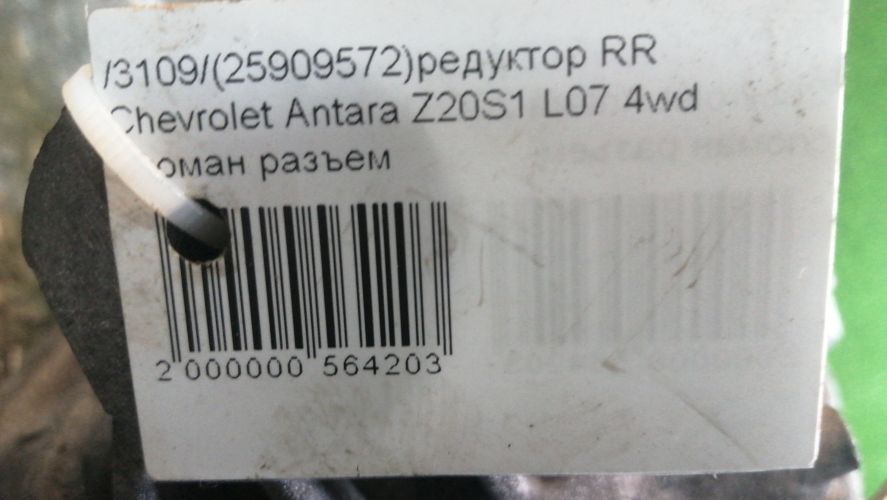 /3109/(25909572)редуктор RR
Chevrolet Antara Z20S1 L07 4wd
разъем
2 000000 564203